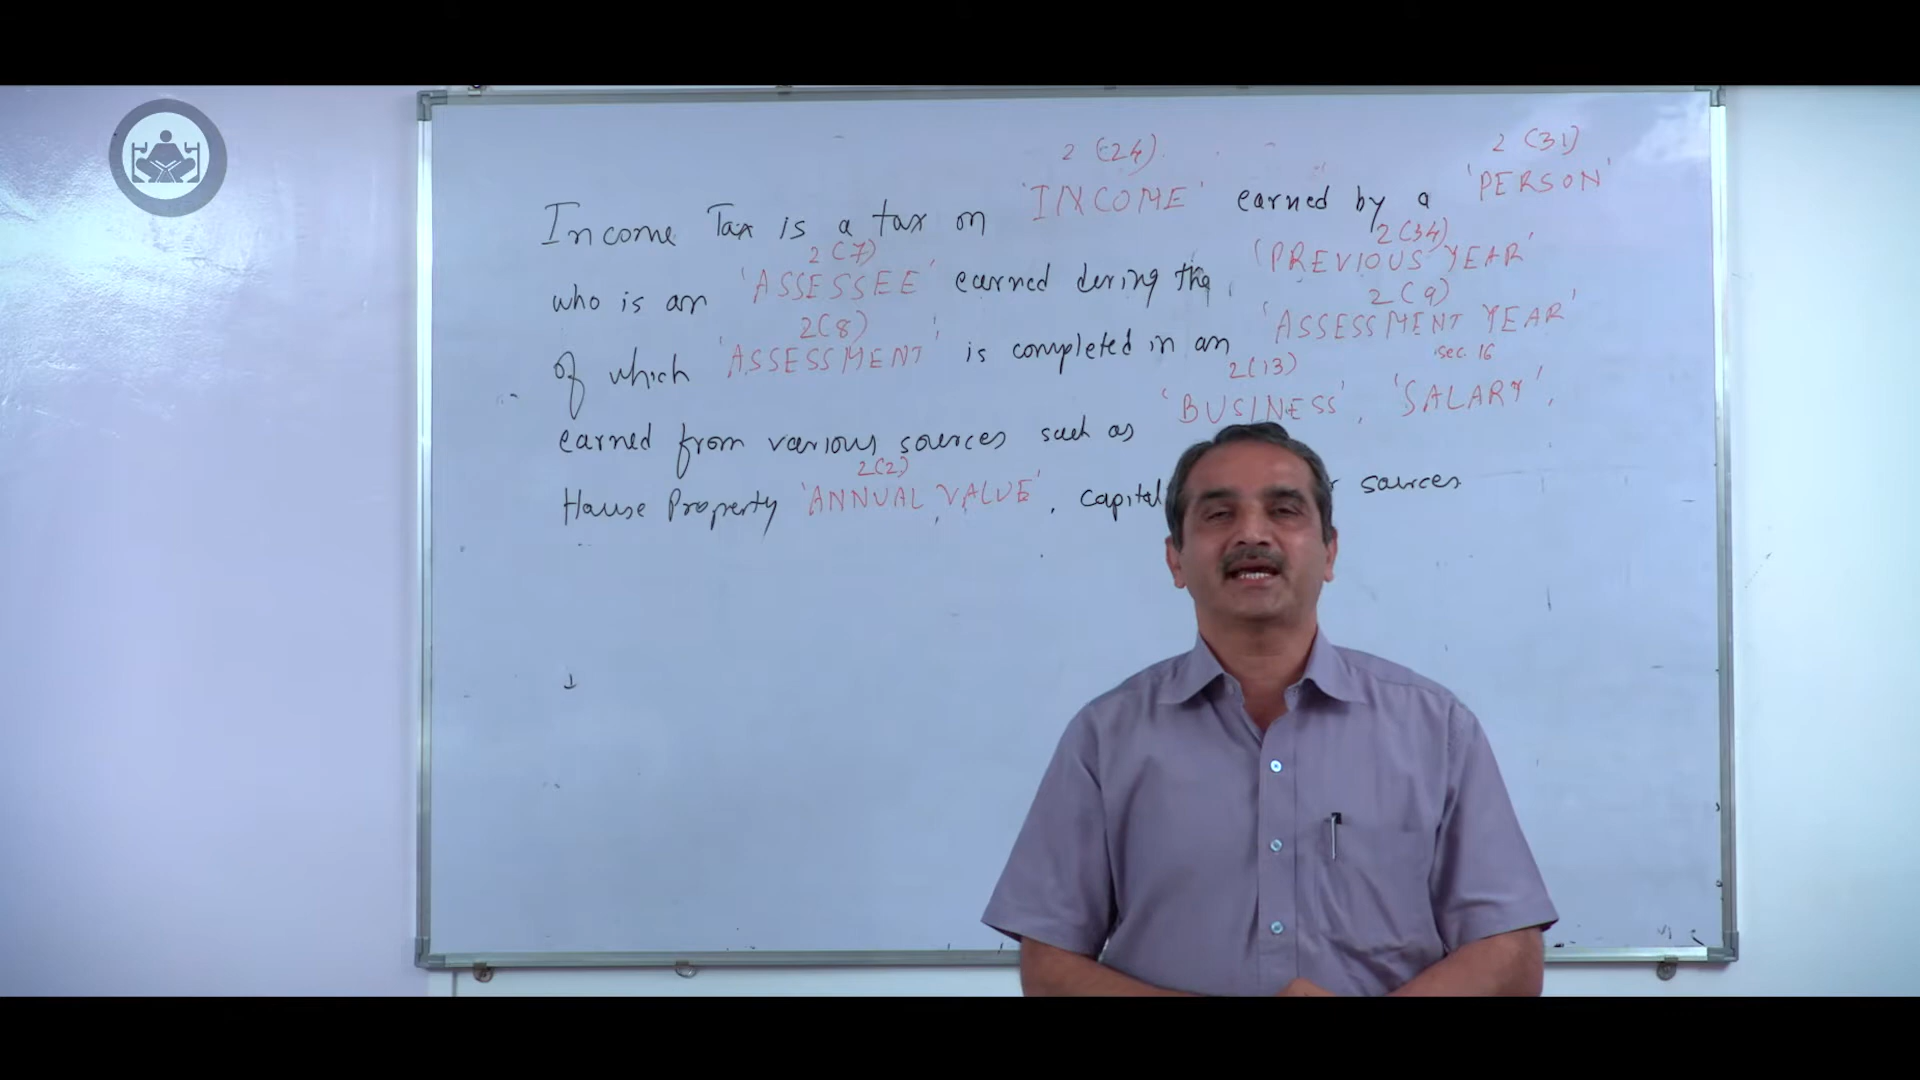 2 (24) 2 (31)
Income Tax is a tax on 'INCOME' earned by a 'PERSON'
2(7) 2(34)
who is an 'ASSESSEE' earned during the 'PREVIOUS YEAR'
2(8) 2(9)
of which 'ASSESSMENT' is completed in an 'ASSESSMENT YEAR'
2(13) sec. 16
earned from various sources such as 'BUSINESS', 'SALARY',
2(2)
House Property 'ANNUAL VALUE', capital sources